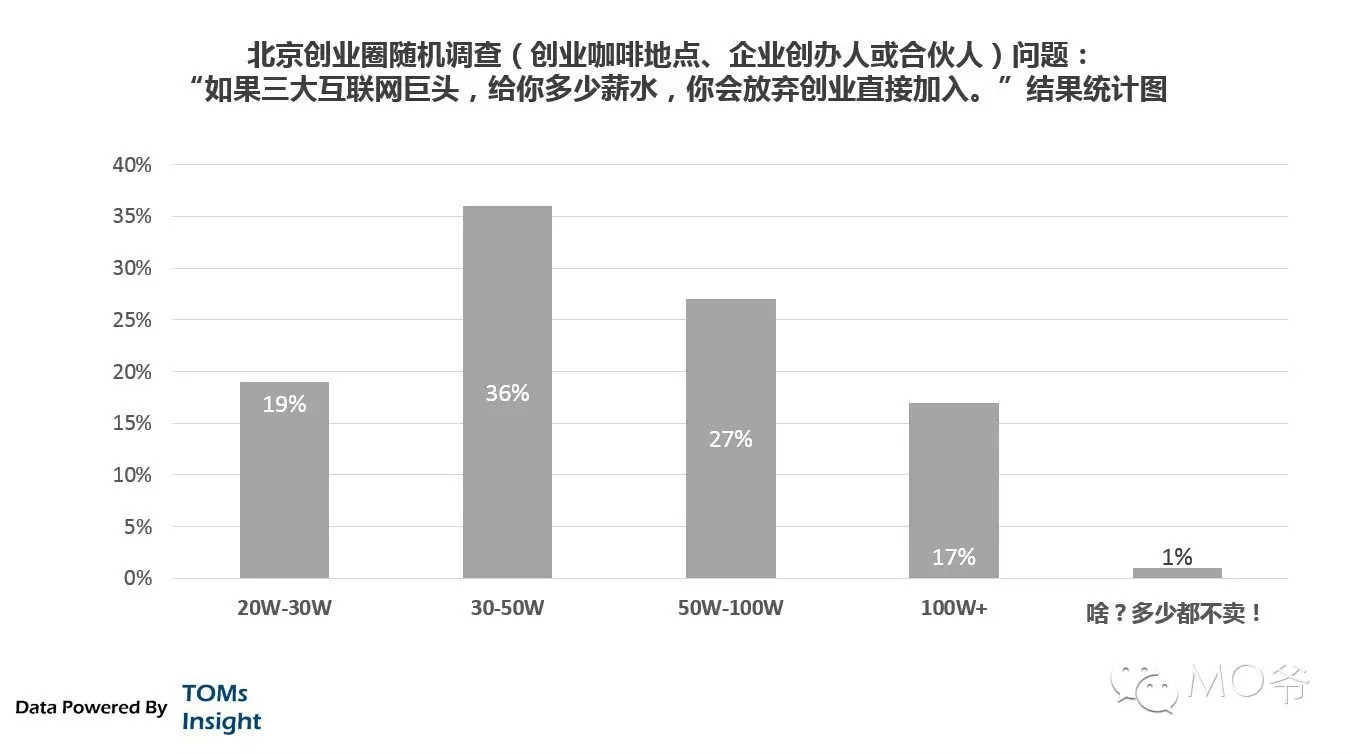 北京创业圈随机调查（创业咖啡地点、企业创办人或合伙人）问题：
“如果三大互联网巨头，给你多少薪水，你会放弃创业直接加入。”结果统计图
40%
35%
30%
25%
20%
15%
10%
5%
0%
19%
36%
27%
17%
1%
20W-30W
30-50W
50W-100W
100W+
啥？多少都不卖！
Data Powered By
TOMs
Insight
MO爷